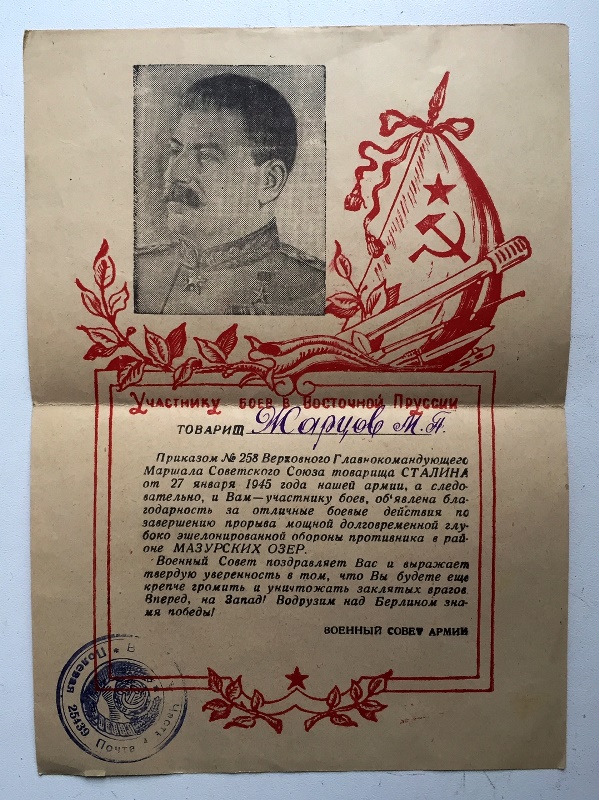 Участнику боев в Восточной Пруссии
ТОВАРИЩ Жарцов М.П.
Приказом № 258 Верховного Главнокомандующего
Маршала Советского Союза товарища СТАЛИНА
от 27 января 1945 года нашей армии, а следо-
вательно, и Вам—участнику боев, об'явлена бла-
годарность за отличные боевые действия по
завершению прорыва мощной долговременной глу-
боко эшелонированной обороны противника в рай-
оне МАЗУРСКИХ ОЗЕР.
Военный Совет поздравляет Вас и выражает
твердую уверенность в том, что Вы будете еще
крепче громить и уничтожать заклятых врагов.
Вперед, на Запад! Водрузим над Берлином зна-
мя победы!
ВОЕННЫЙ СОВЕТ АРМИИ
Полевая Почта
25439
Часть